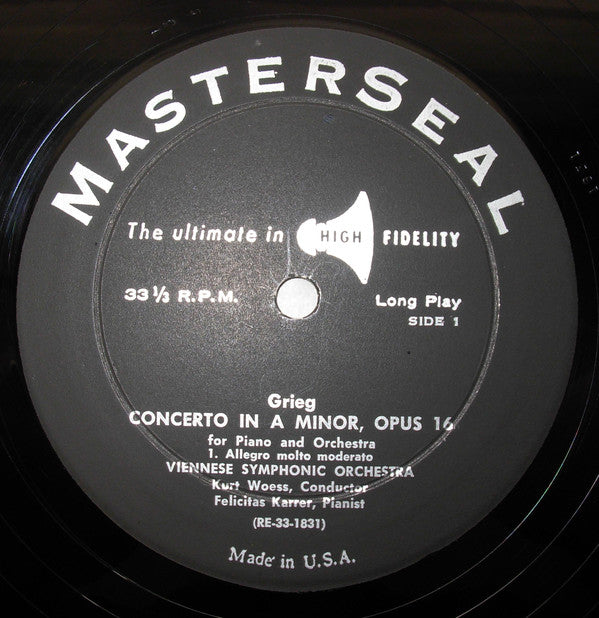 MASTERSEAL
The ultimate in HIGH FIDELITY
33 1/3 R.P.M.
Long Play
SIDE 1
Grieg
CONCERTO IN A MINOR, OPUS 16
for Piano and Orchestra
1. Allegro molto moderato
VIENNESE SYMPHONIC ORCHESTRA
Kurt Woess, Conductor
Felicitas Karrer, Pianist
(RE-33-1831)
Made in U.S.A.